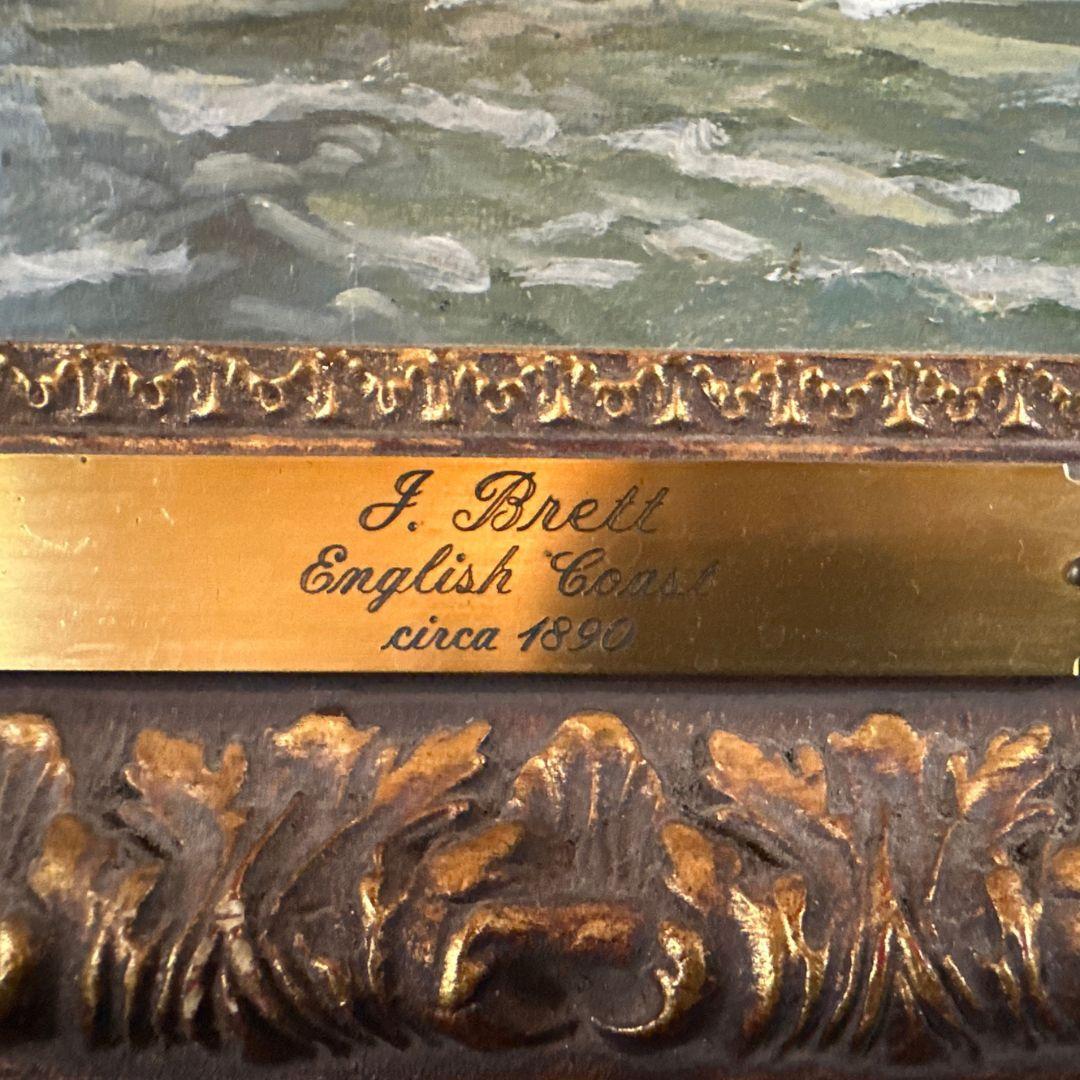 J. Brett
English Coast
circa 1890